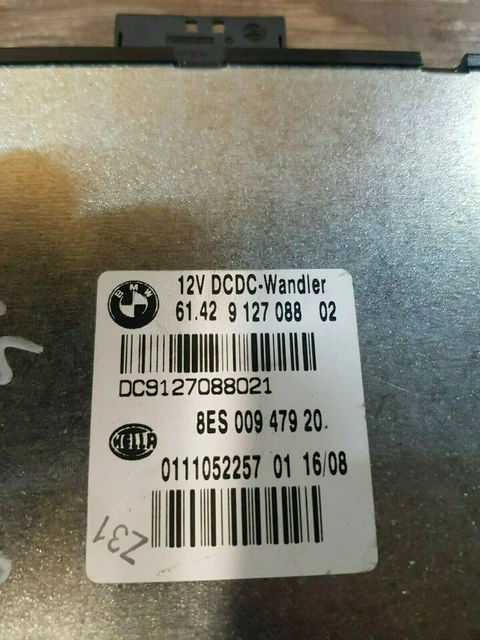 BMW
12V DCDC-Wandler
61.42 9 127 088 02
DC9127088021
8ES 009 479 20-
HELLA
0111052257 01 16/08
Z31